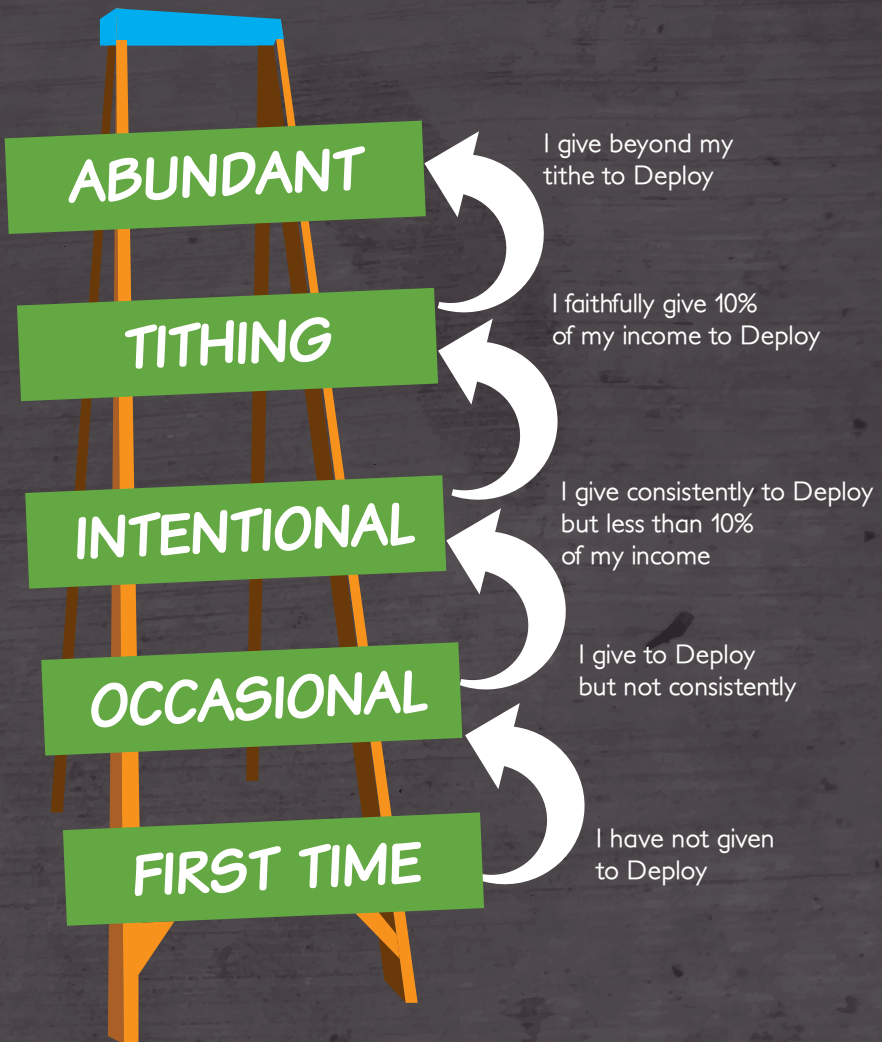 ABUNDANT
I give beyond my
tithe to Deploy
TITHING
I faithfully give 10%
of my income to Deploy
INTENTIONAL
I give consistently to Deploy
but less than 10%
of my income
OCCASIONAL
I give to Deploy
but not consistently
FIRST TIME
I have not given
to Deploy